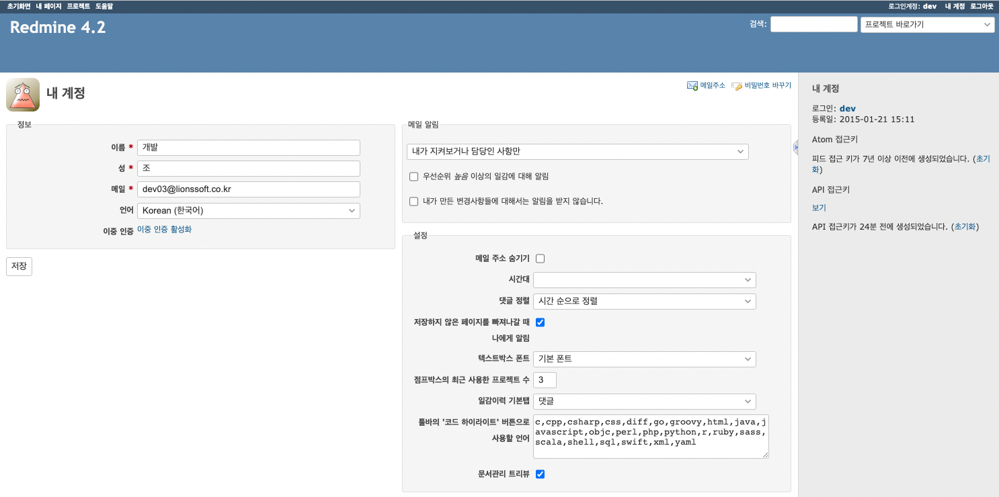 초기화면 내 페이지 프로젝트 도움말
로그인계정: dev 내 계정 로그아웃
Redmine 4.2
검색:
프로젝트 바로가기
내 계정
메일주소 비밀번호 바꾸기
정보
이름 *
개발
성 *
조
메일 *
dev03@lionssoft.co.kr
언어
Korean (한국어)
이중 인증
이중 인증 활성화
저장
메일 알림
내가 지켜보거나 담당인 사항만
우선순위 높음 이상의 일감에 대해 알림
내가 만든 변경사항들에 대해서는 알림을 받지 않습니다.
설정
메일 주소 숨기기
시간대
댓글 정렬
시간 순으로 정렬
저장하지 않은 페이지를 빠져나갈 때
나에게 알림
텍스트박스 폰트
기본 폰트
점프박스의 최근 사용한 프로젝트 수
3
일감이력 기본탭
댓글
툴바의 '코드 하이라이트' 버튼으로
사용할 언어
c,cpp,csharp,css,diff,go,groovy,html,java,j
avascript,objc,perl,php,python,r,ruby,sass,
scala,shell,sql,swift,xml,yaml
문서관리 트리뷰
내 계정
로그인: dev
등록일: 2015-01-21 15:11
Atom 접근키
피드 접근 키가 7년 이상 이전에 생성되었습니다. (초기
화)
API 접근키
보기
API 접근키가 24분 전에 생성되었습니다. (초기화)